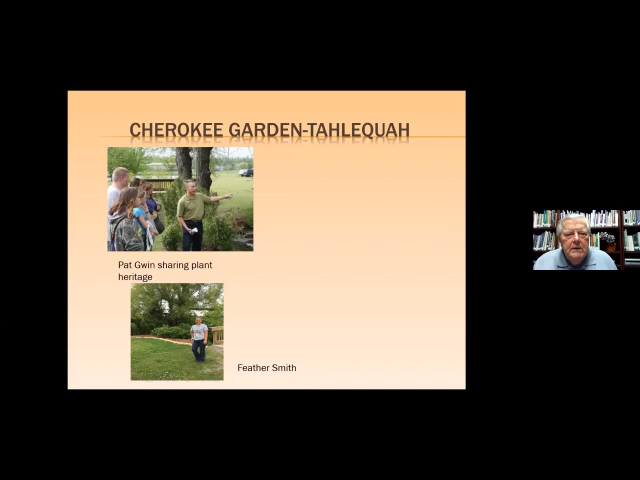 CHEROKEE GARDEN-TAHLEQUAH
Pat Gwin sharing plant
heritage
Feather Smith